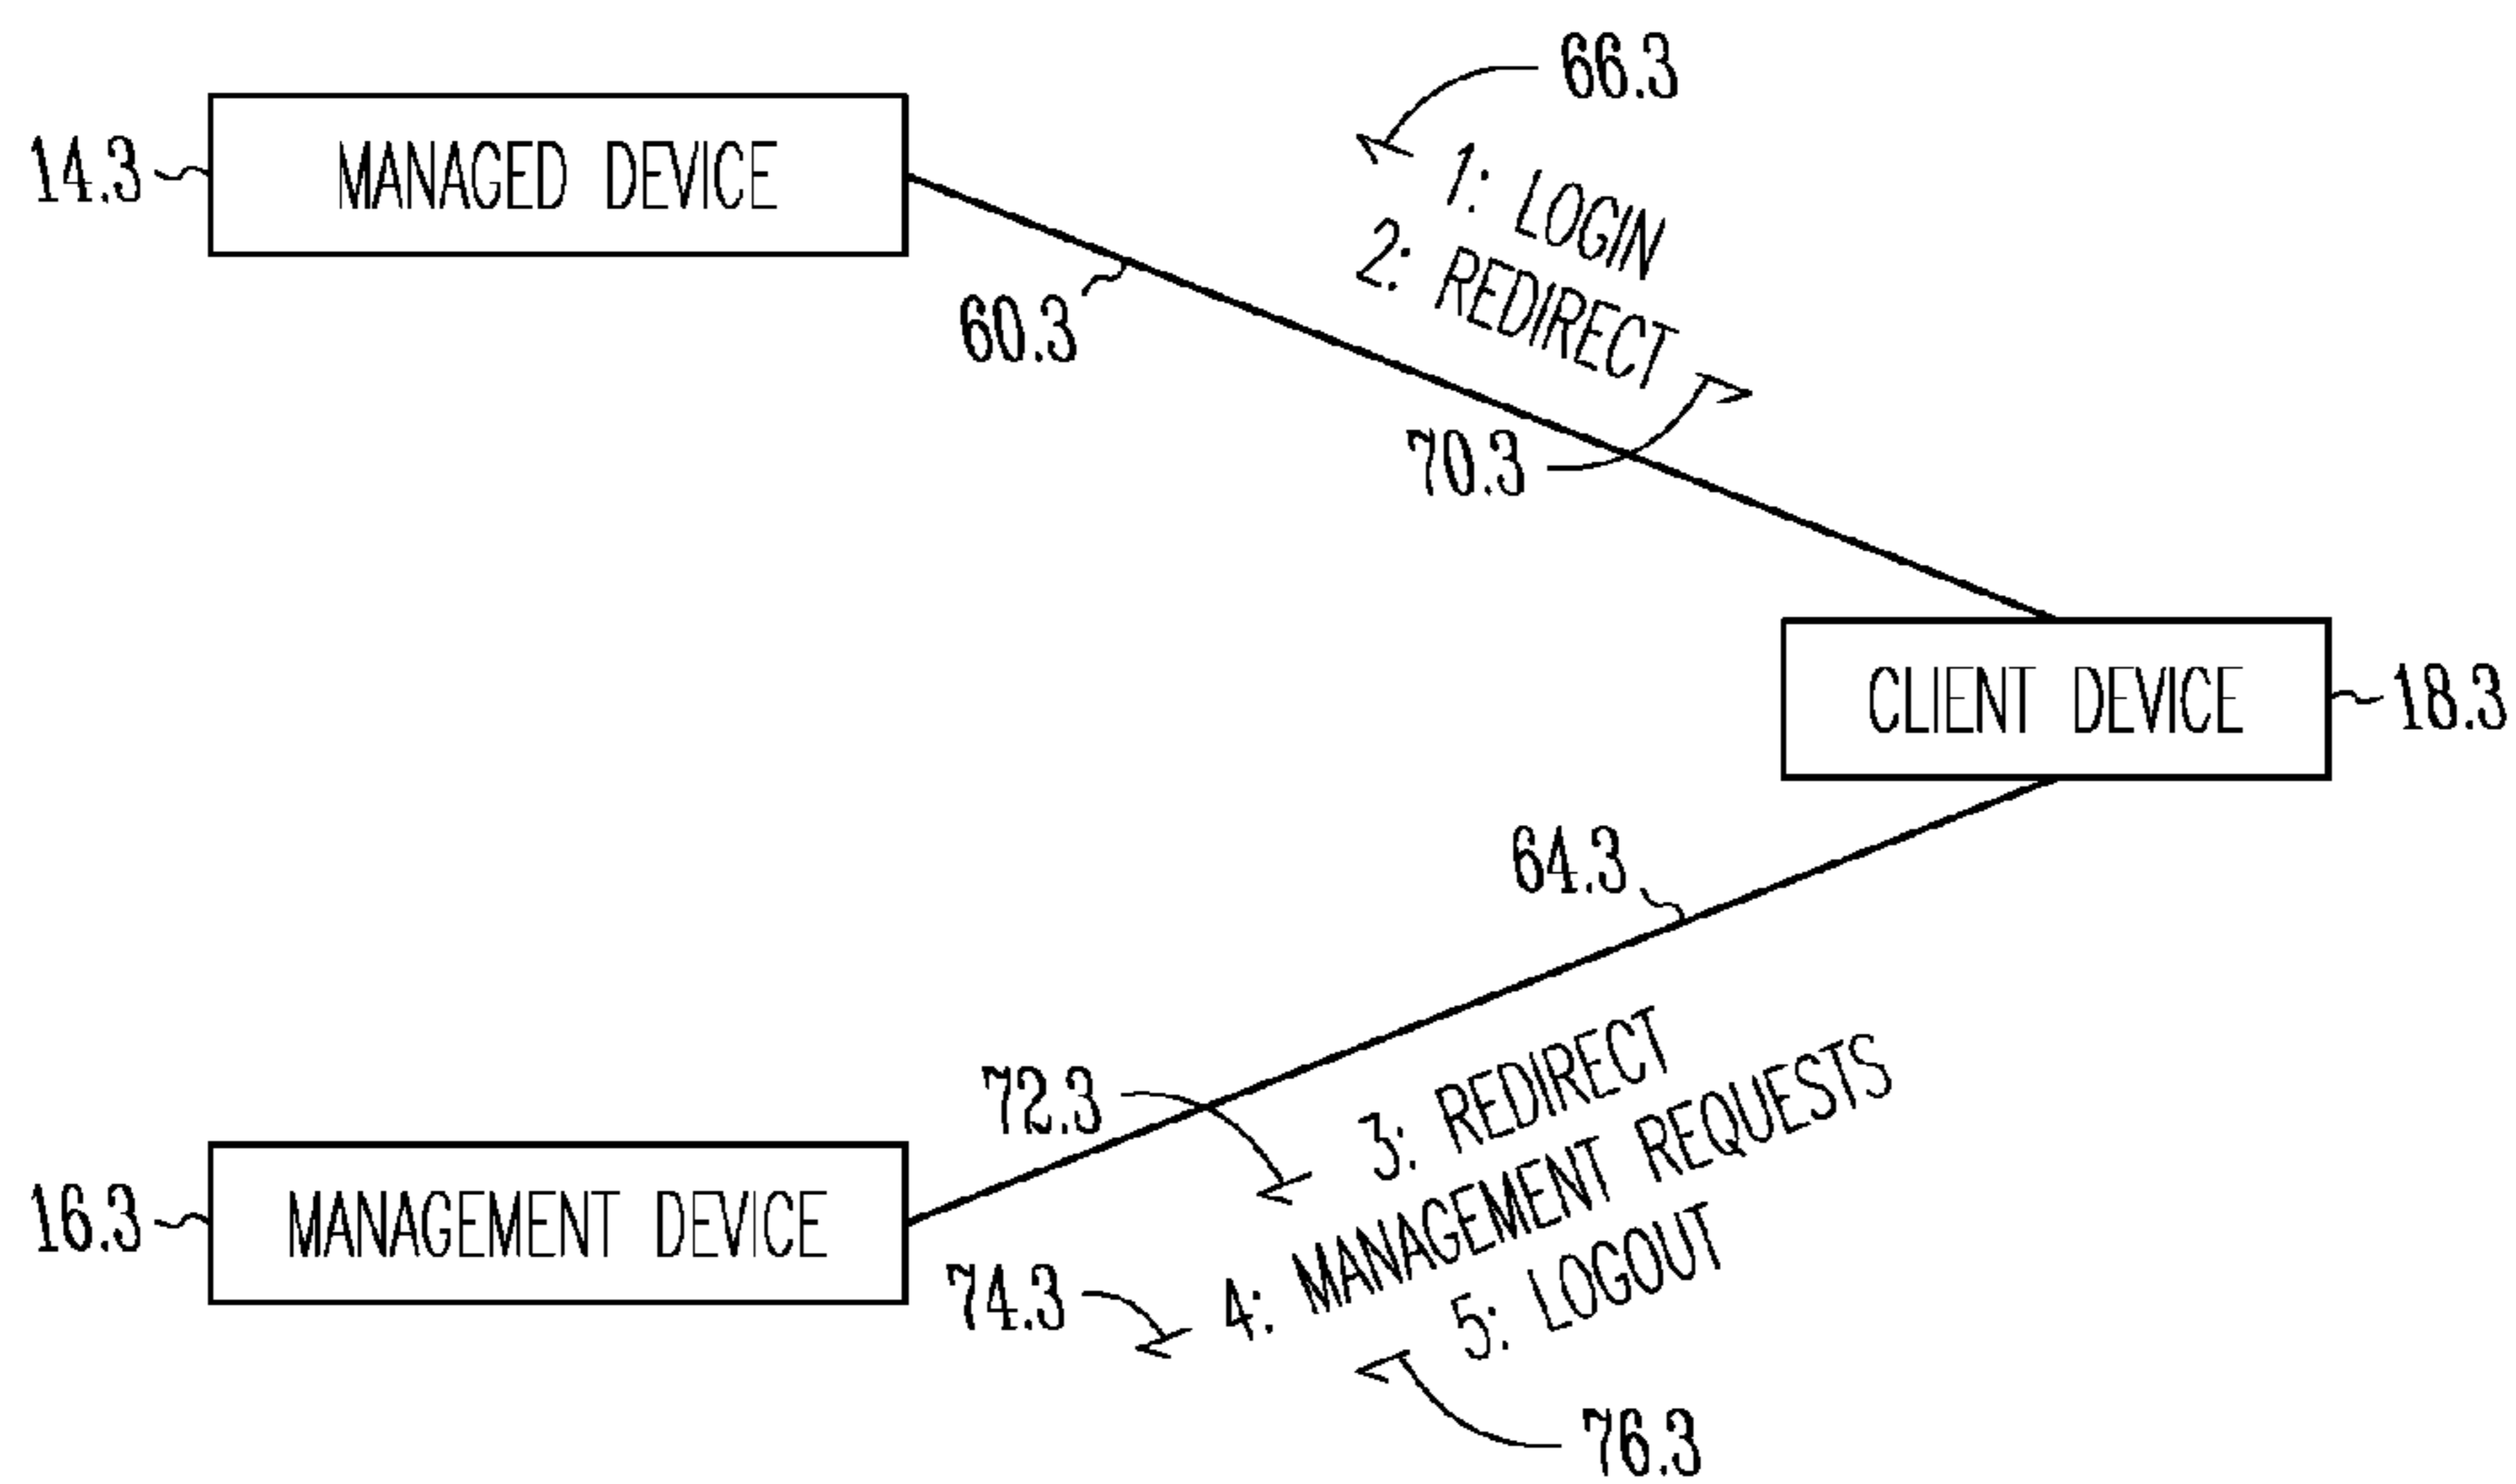 66.3
14.3
MANAGED DEVICE
1: LOGIN
2: REDIRECT
60.3
70.3
CLIENT DEVICE
18.3
64.3
72.3
3: REDIRECT
16.3
MANAGEMENT DEVICE
4: MANAGEMENT REQUESTS
74.3
5: LOGOUT
76.3